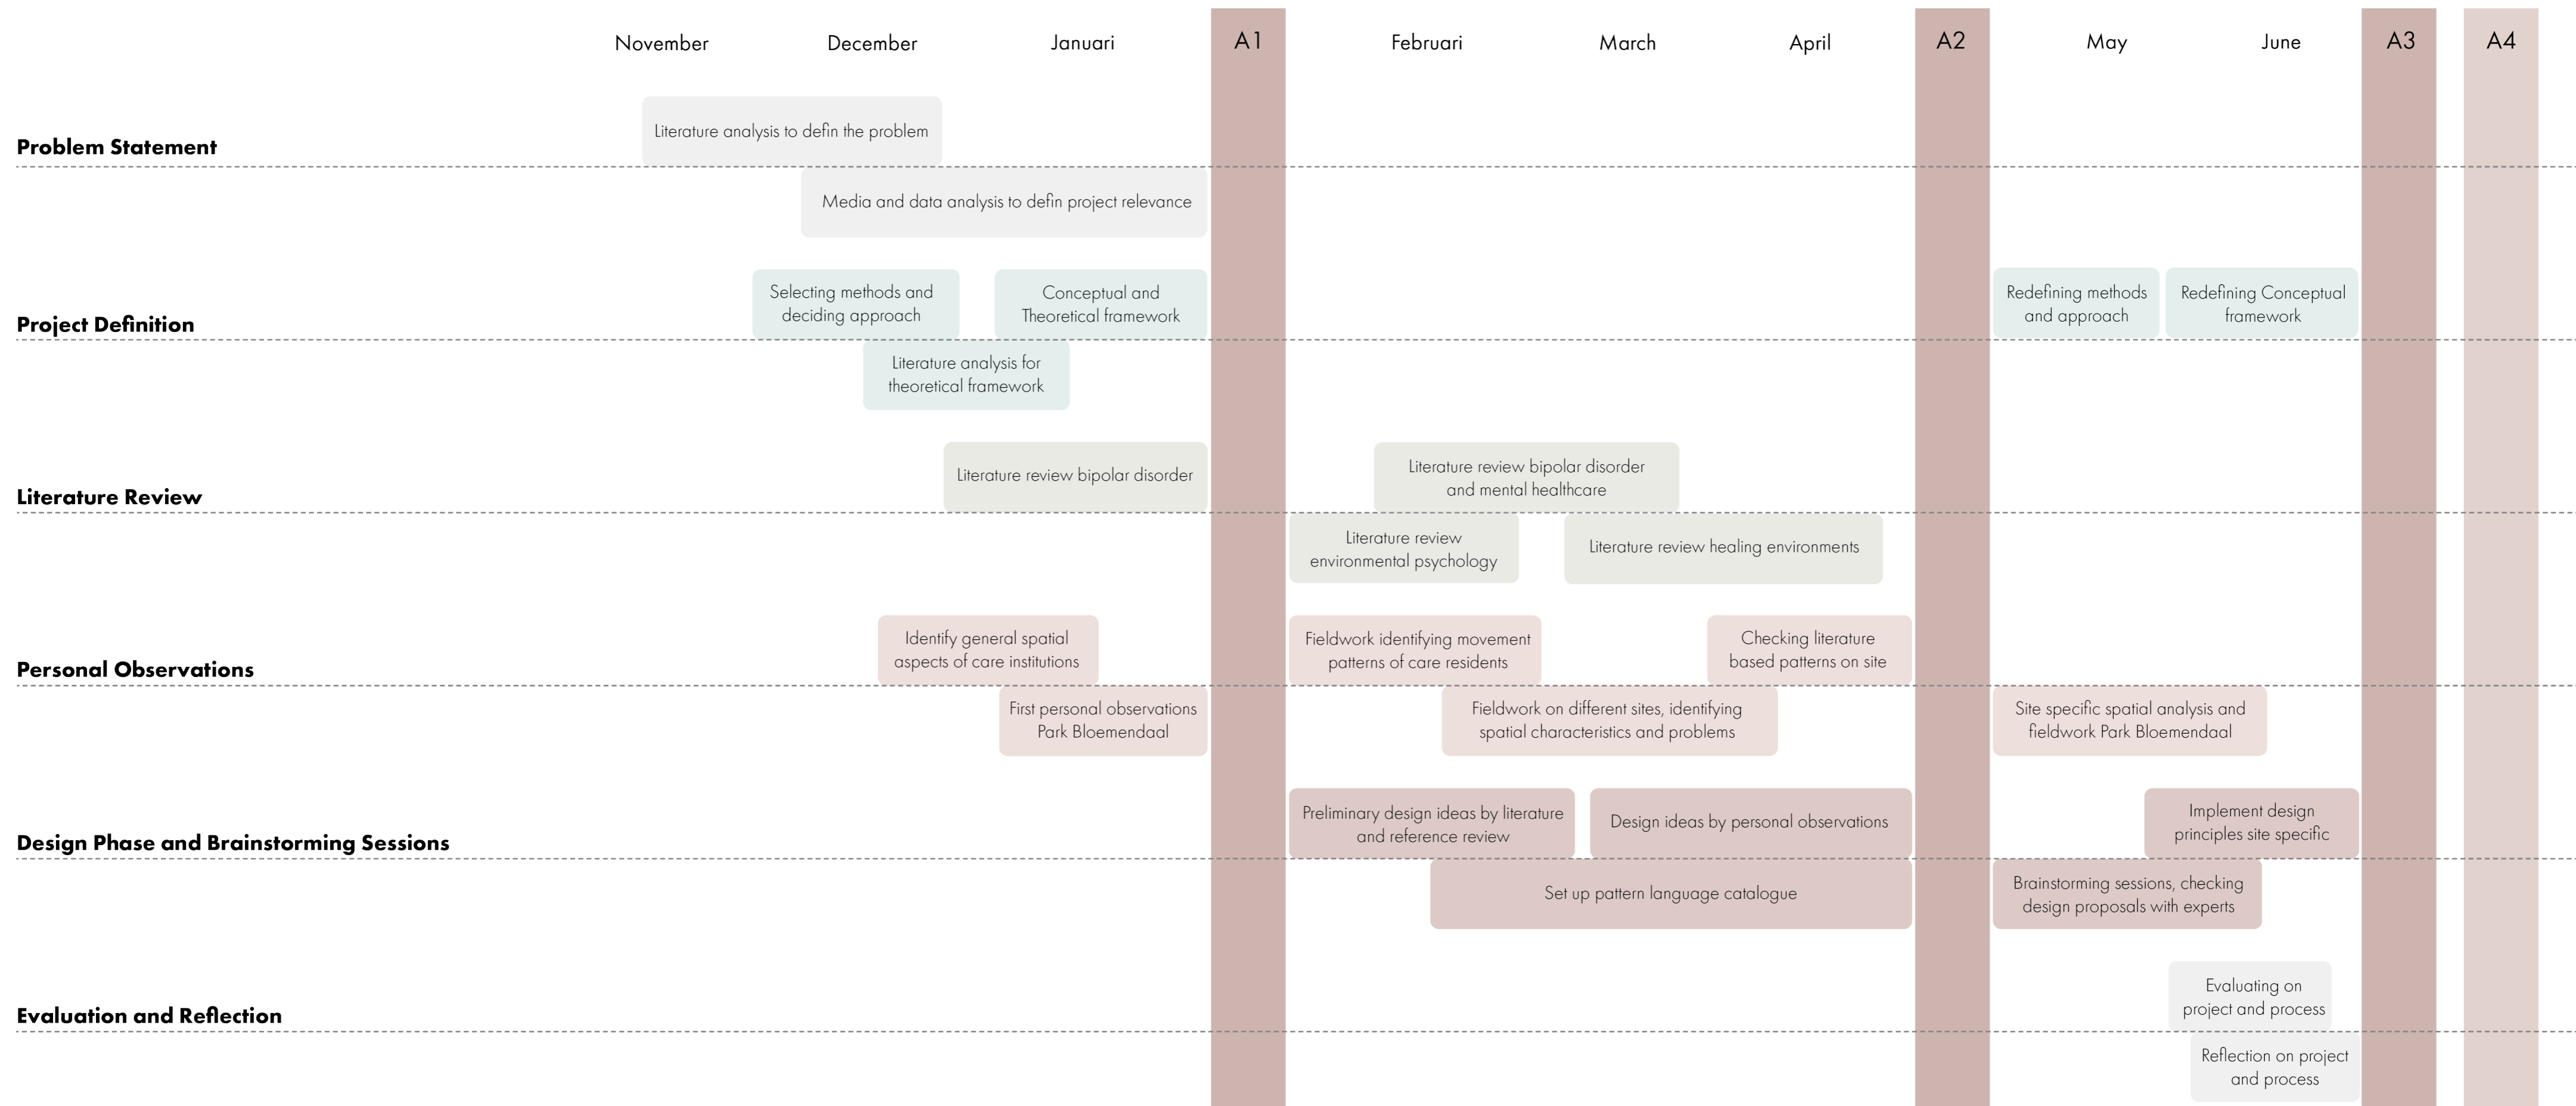 November
December
Januari
A1
Februari
March
April
A2
May
June
A3
A4
Problem Statement
Literature analysis to defin the problem
Media and data analysis to defin project relevance
Project Definition
Selecting methods and
deciding approach
Conceptual and
Theoretical framework
Redefining methods
and approach
Redefining Conceptual
framework
Literature analysis for
theoretical framework
Literature Review
Literature review bipolar disorder
Literature review bipolar disorder
and mental healthcare
Literature review
environmental psychology
Literature review healing environments
Personal Observations
Identify general spatial
aspects of care institutions
Fieldwork identifying movement
patterns of care residents
Checking literature
based patterns on site
First personal observations
Park Bloemendaal
Fieldwork on different sites, identifying
spatial characteristics and problems
Site specific spatial analysis and
fieldwork Park Bloemendaal
Design Phase and Brainstorming Sessions
Preliminary design ideas by literature
and reference review
Design ideas by personal observations
Implement design
principles site specific
Set up pattern language catalogue
Brainstorming sessions, checking
design proposals with experts
Evaluation and Reflection
Evaluating on
project and process
Reflection on project
and process